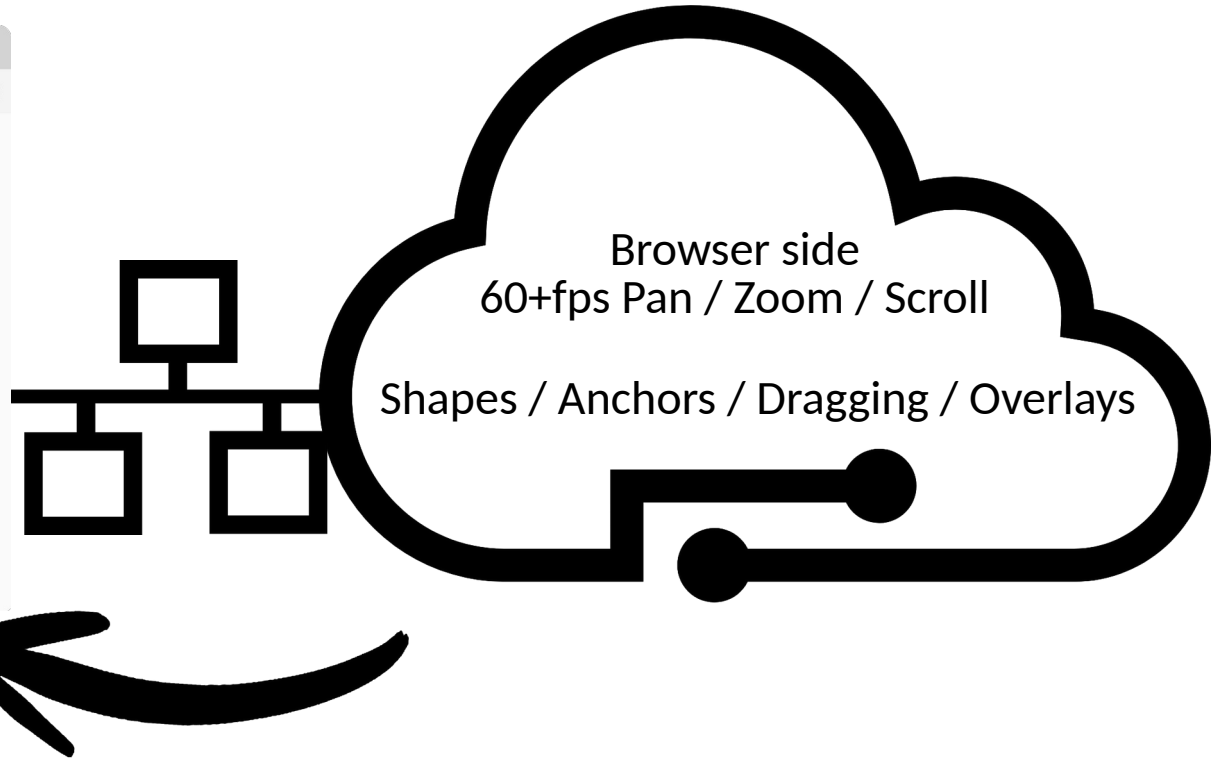 Browser side
60+fps Pan / Zoom / Scroll
Shapes / Anchors / Dragging / Overlays